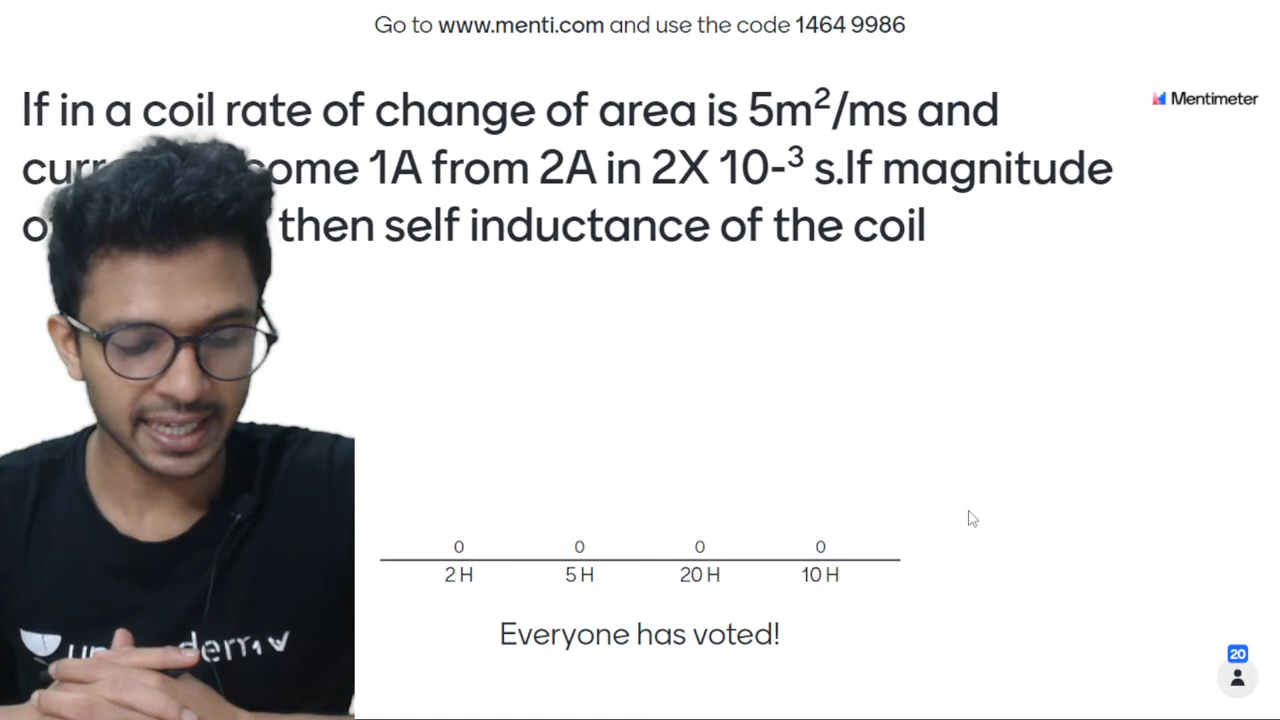 Go to www.menti.com and use the code 1464 9986
Mentimeter
If in a coil rate of change of area is 5m²/ms and
1A from 2A in 2X 10-³ s.If magnitude
then self inductance of the coil
0 0 0 0
2 H 5 H 20 H 10 H
Everyone has voted!
20